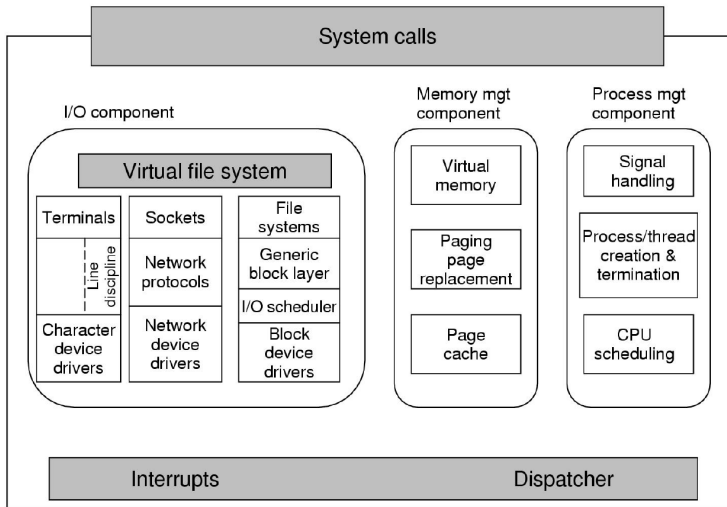 System calls
I/O component
Memory mgt
component
Process mgt
component
Virtual file system
Terminals
Line
discipline
Character
device
drivers
Sockets
Network
protocols
Network
device
drivers
File
systems
Generic
block layer
I/O scheduler
Block
device
drivers
Virtual
memory
Paging
page
replacement
Page
cache
Signal
handling
Process/thread
creation &
termination
CPU
scheduling
Interrupts
Dispatcher